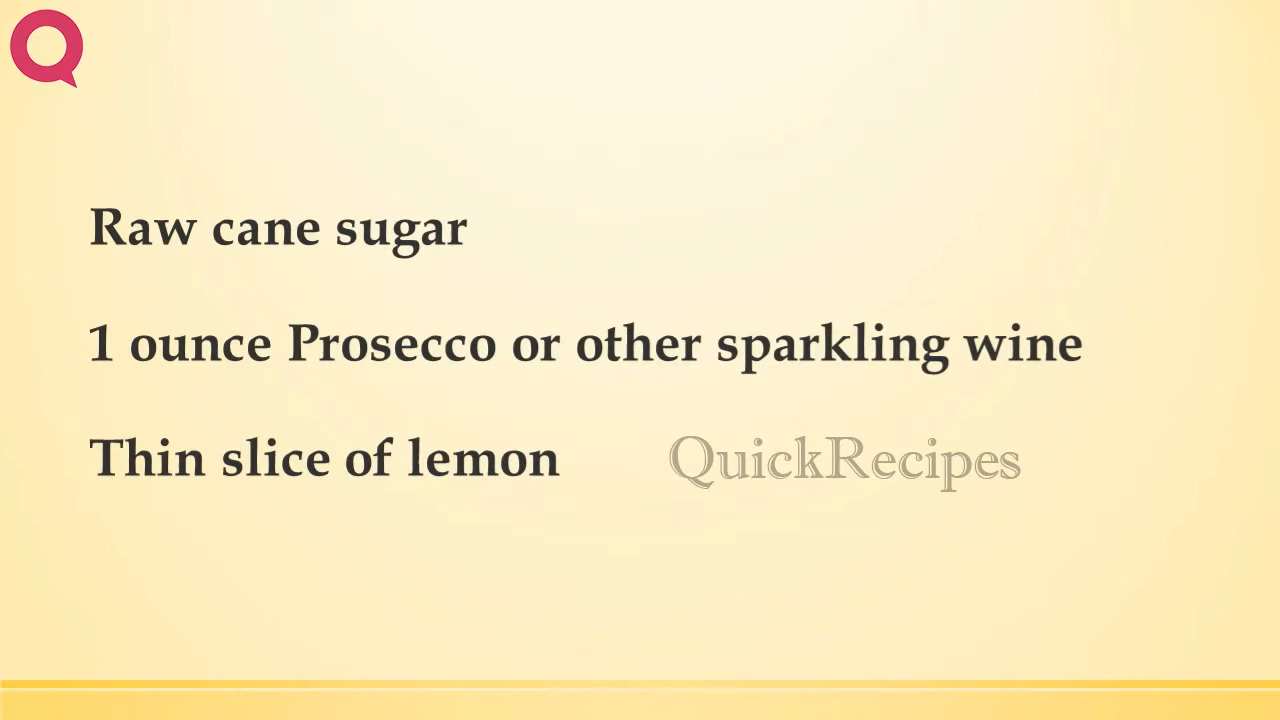 Raw cane sugar
1 ounce Prosecco or other sparkling wine
Thin slice of lemon
QuickRecipes